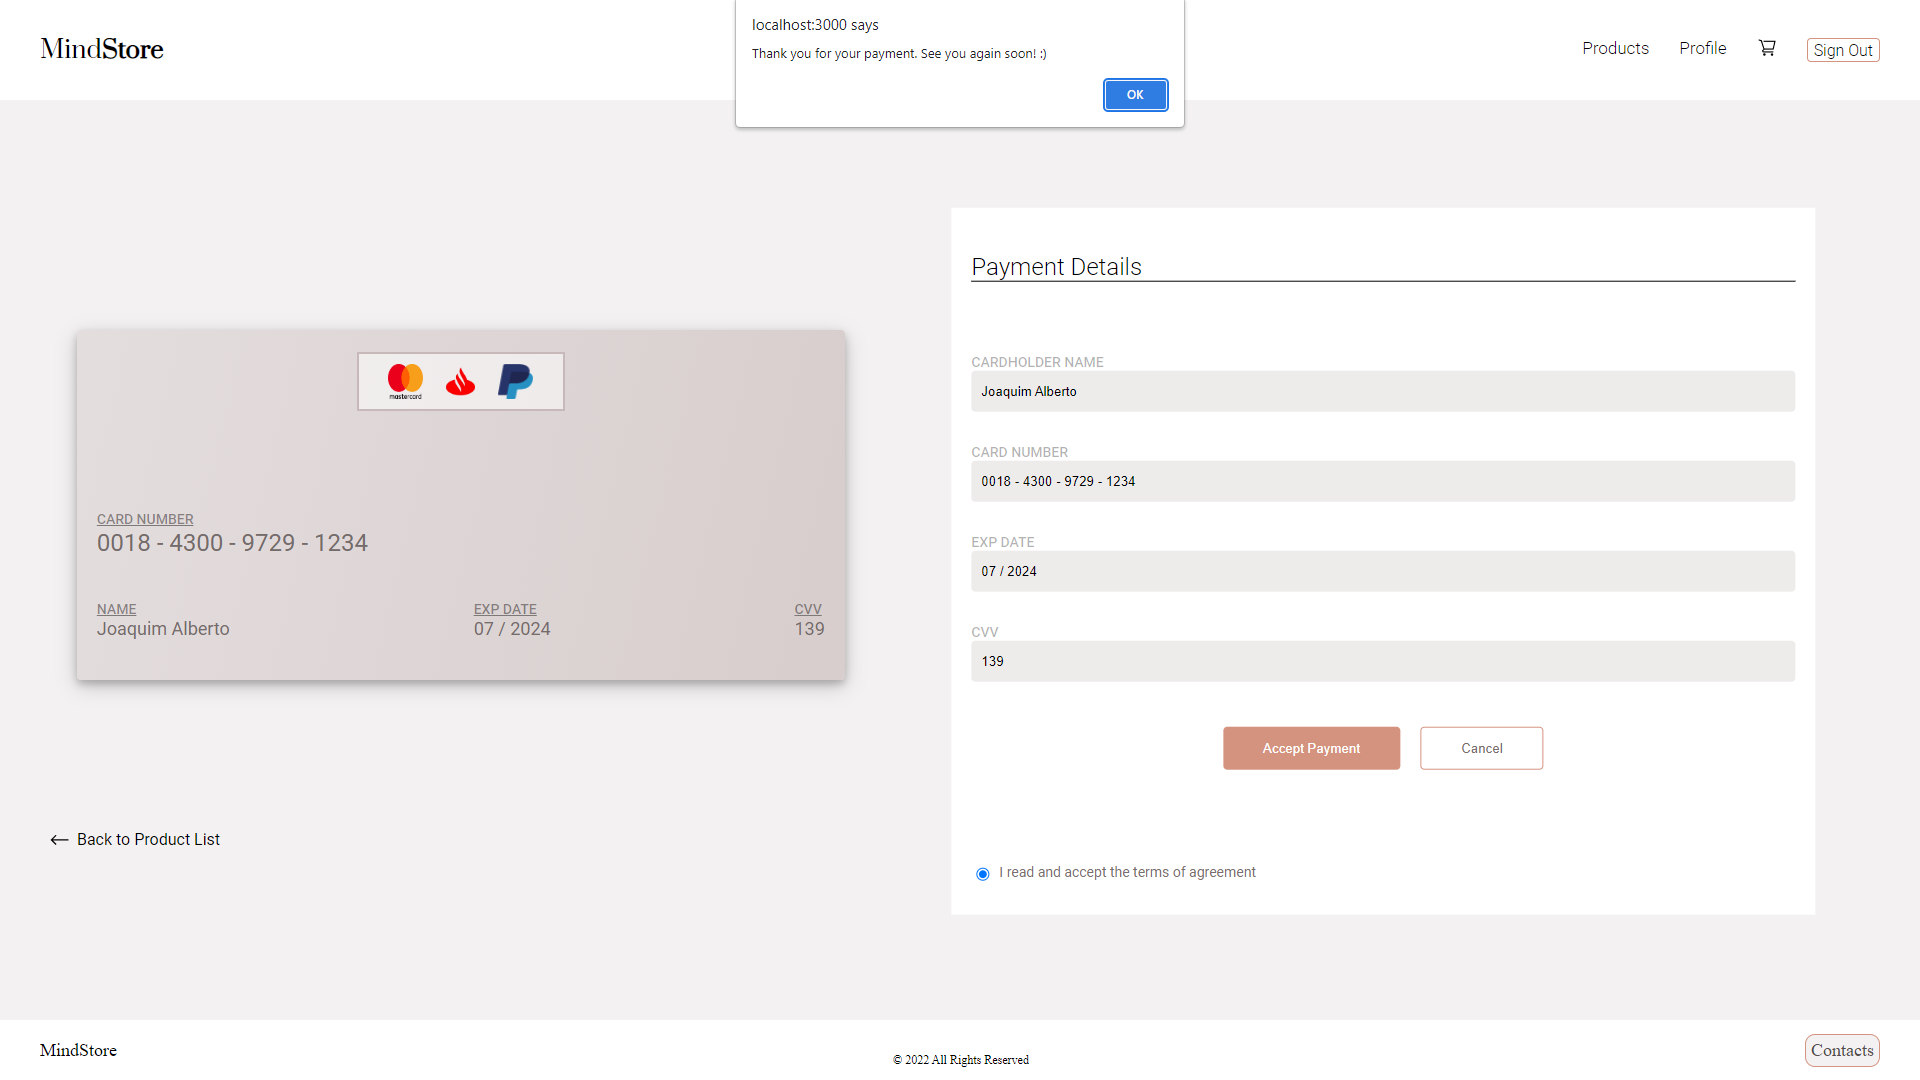 localhost:3000 says
Thank you for your payment. See you again soon! :)
OK
MindStore
Products
Profile
Sign Out
mastercard
CARD NUMBER
0018 - 4300 - 9729 - 1234
NAME
Joaquim Alberto
EXP DATE
07 / 2024
CVV
139
Back to Product List
Payment Details
CARDHOLDER NAME
Joaquim Alberto
CARD NUMBER
0018 - 4300 - 9729 - 1234
EXP DATE
07 / 2024
CVV
139
Accept Payment
Cancel
I read and accept the terms of agreement
MindStore
© 2022 All Rights Reserved
Contacts